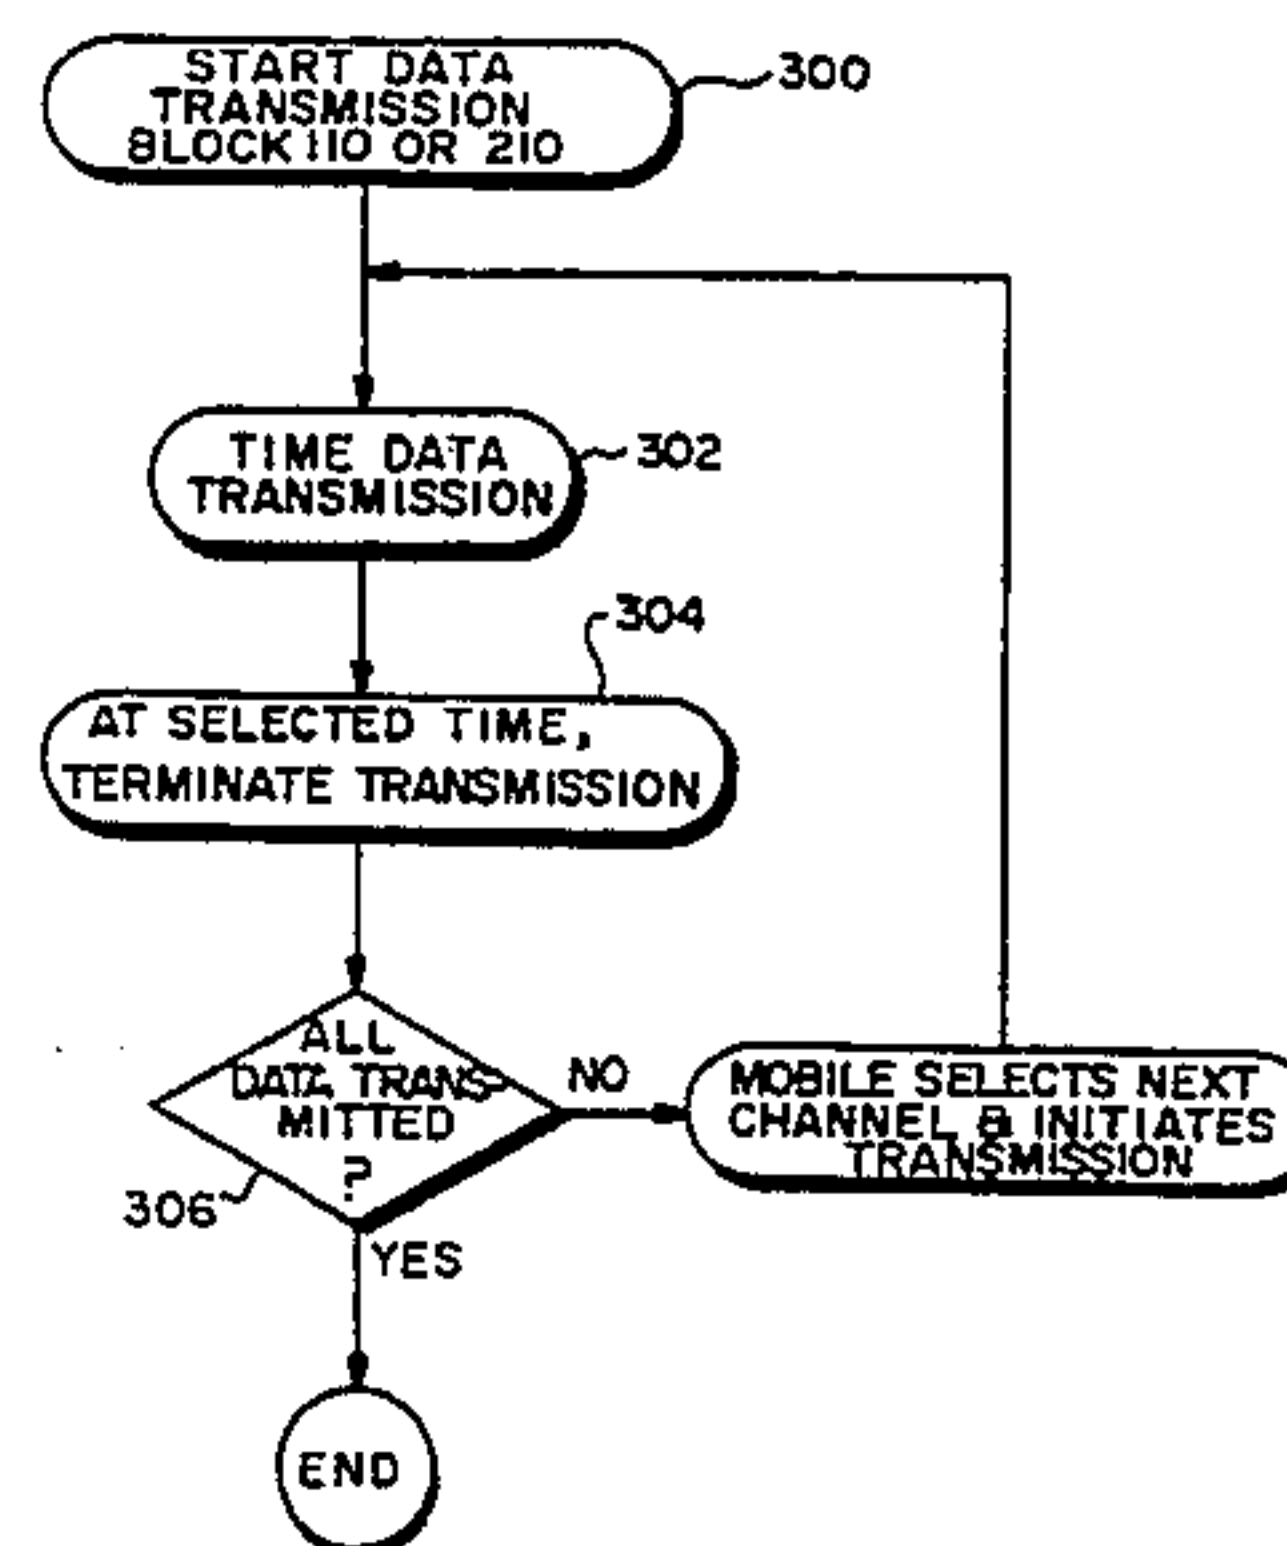 START DATA
TRANSMISSION
BLOCK 110 OR 210
300
TIME DATA
TRANSMISSION
302
304
AT SELECTED TIME,
TERMINATE TRANSMISSION
ALL
DATA TRANS-
MITTED
?
306
NO
MOBILE SELECTS NEXT
CHANNEL & INITIATES
TRANSMISSION
YES
END